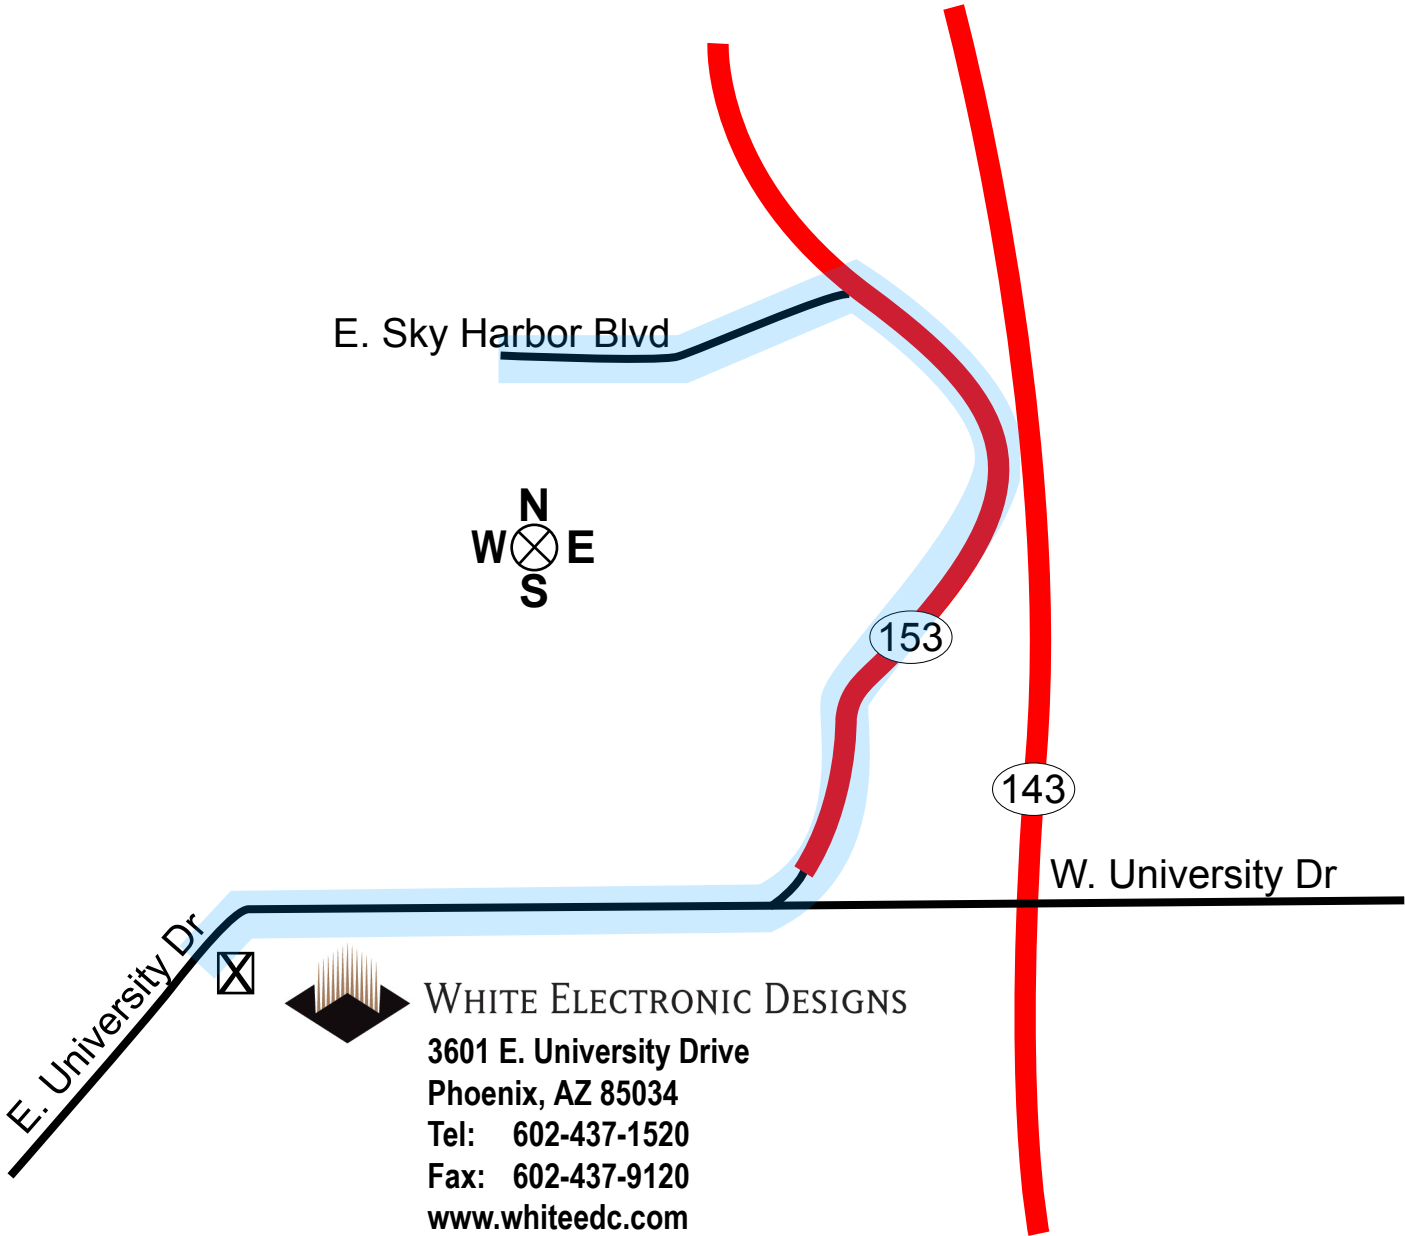 E. Sky Harbor Blvd
N
W E
S
153
143
W. University Dr
E. University Dr
WHITE ELECTRONIC DESIGNS
3601 E. University Drive
Phoenix, AZ 85034
Tel: 602-437-1520
Fax: 602-437-9120
www.whiteedc.com